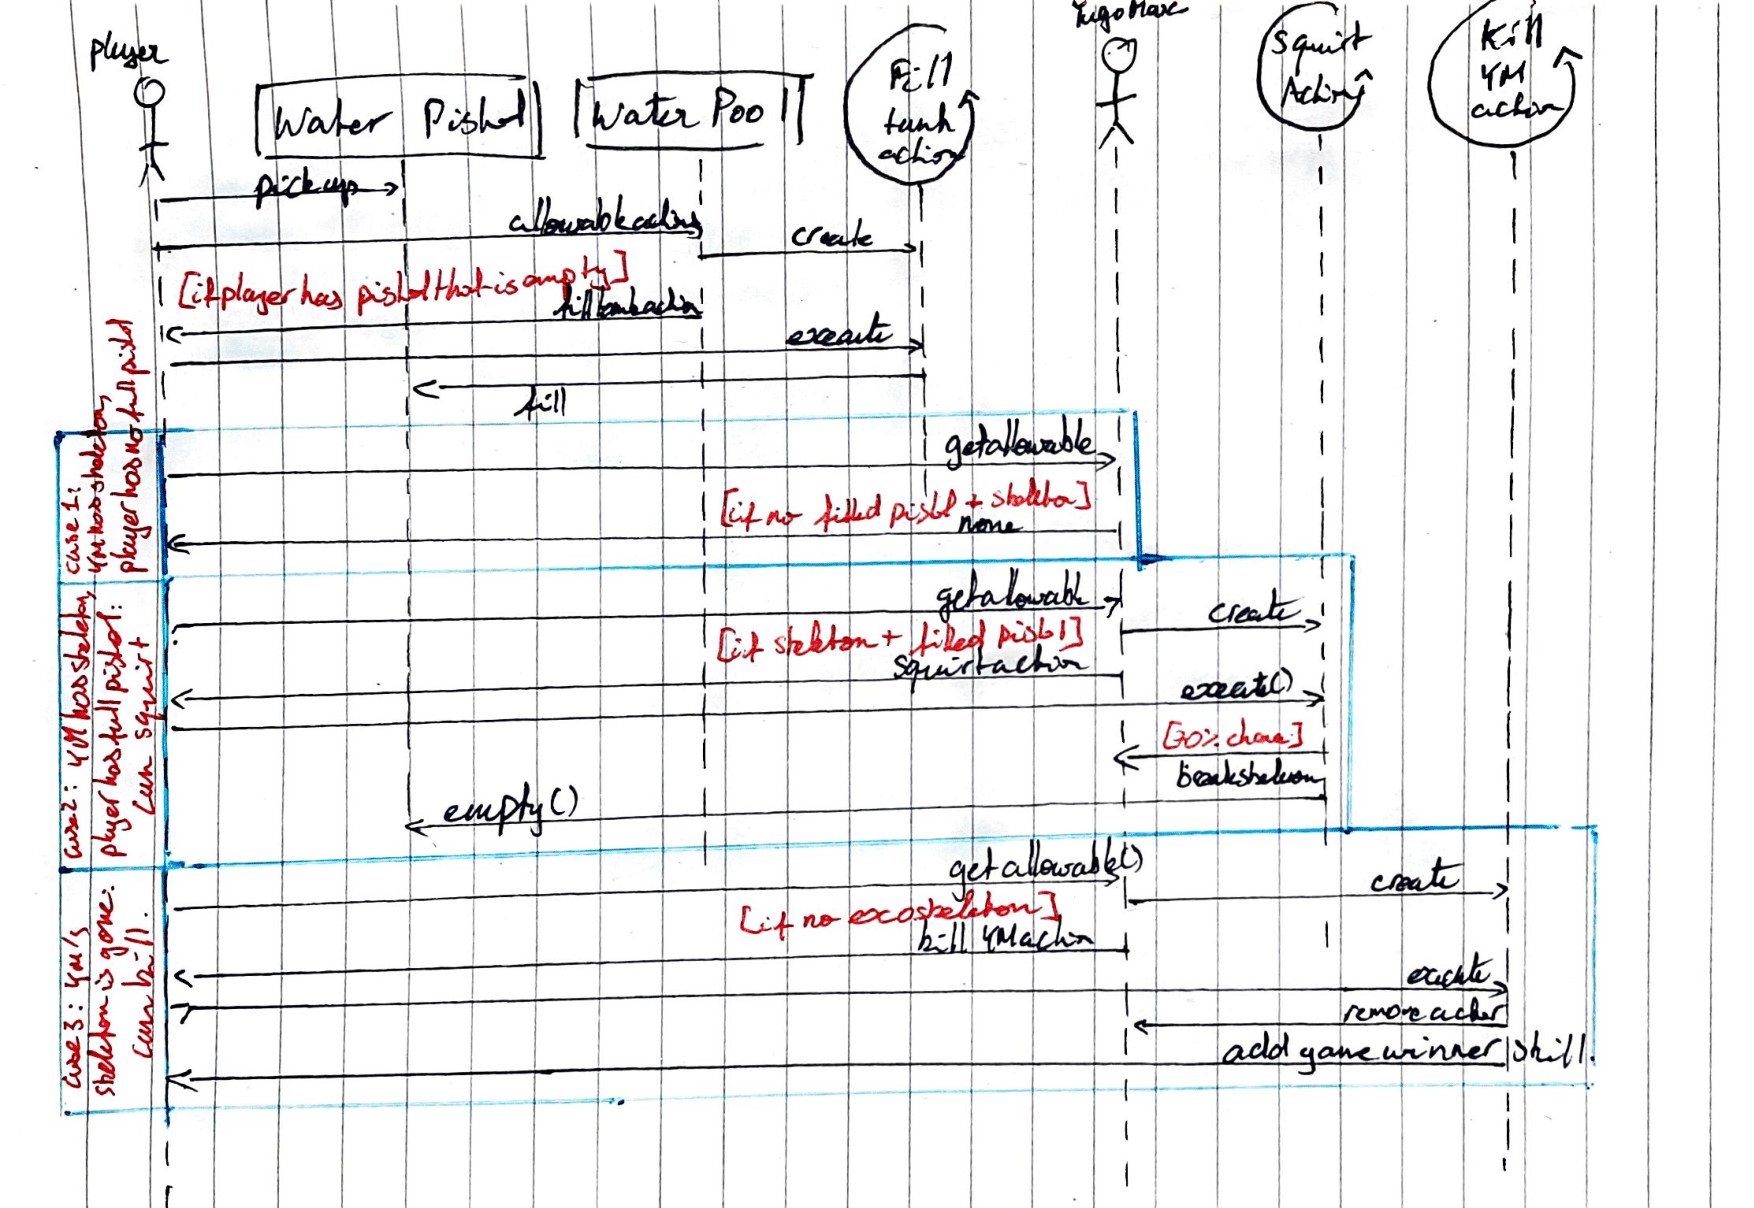 player
Water Pistol
Water Pool
Fill
tank
action
YugoMaxx
squirt
Action
Kill
YM
action
pick up
allowableactions
create
[if player has pistol that is empty]
filltankaction
execute
fill
case 1:
YM has skeleton,
player has no full pistol
getallowable
[if no filled pistol + skeleton]
none
case 2: YM has skeleton,
player has full pistol:
can squirt
getallowable
create
[if skeleton + filled pistol]
squirtaction
execute()
[70% chance]
breakskeleton
empty()
case 3: YM's
skeleton is gone.
can kill.
getallowable()
create
[if no exoskeleton]
kill YMaction
execute
remove actor
add game winner skill